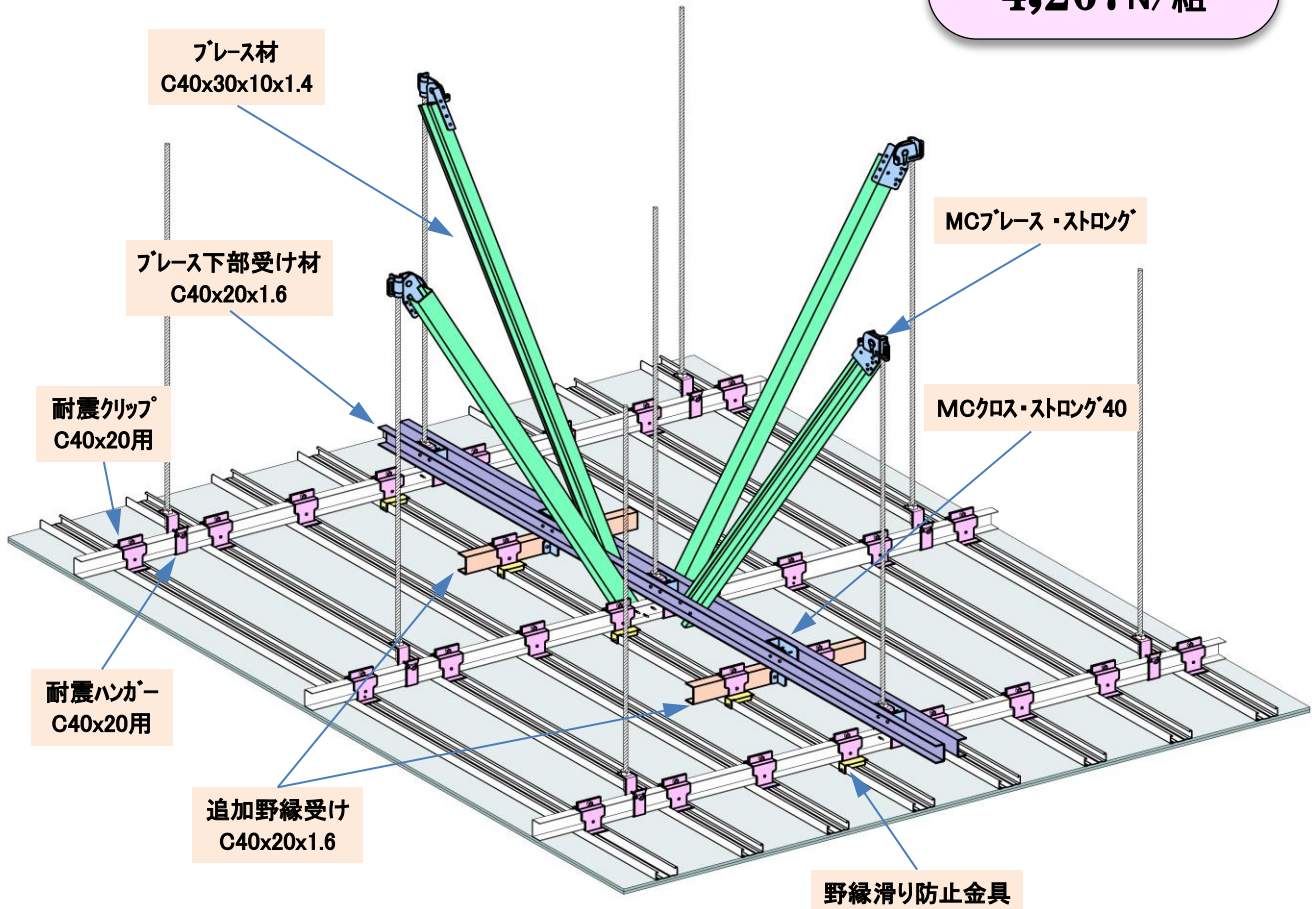 ブレース材
C40x30x10x1.4
MCブレース・ストロング
ブレース下部受け材
C40x20x1.6
耐震クリップ
C40x20用
MCクロス・ストロング40
耐震ハンガー
C40x20用
追加野縁受け
C40x20x1.6
野縁滑り防止金具